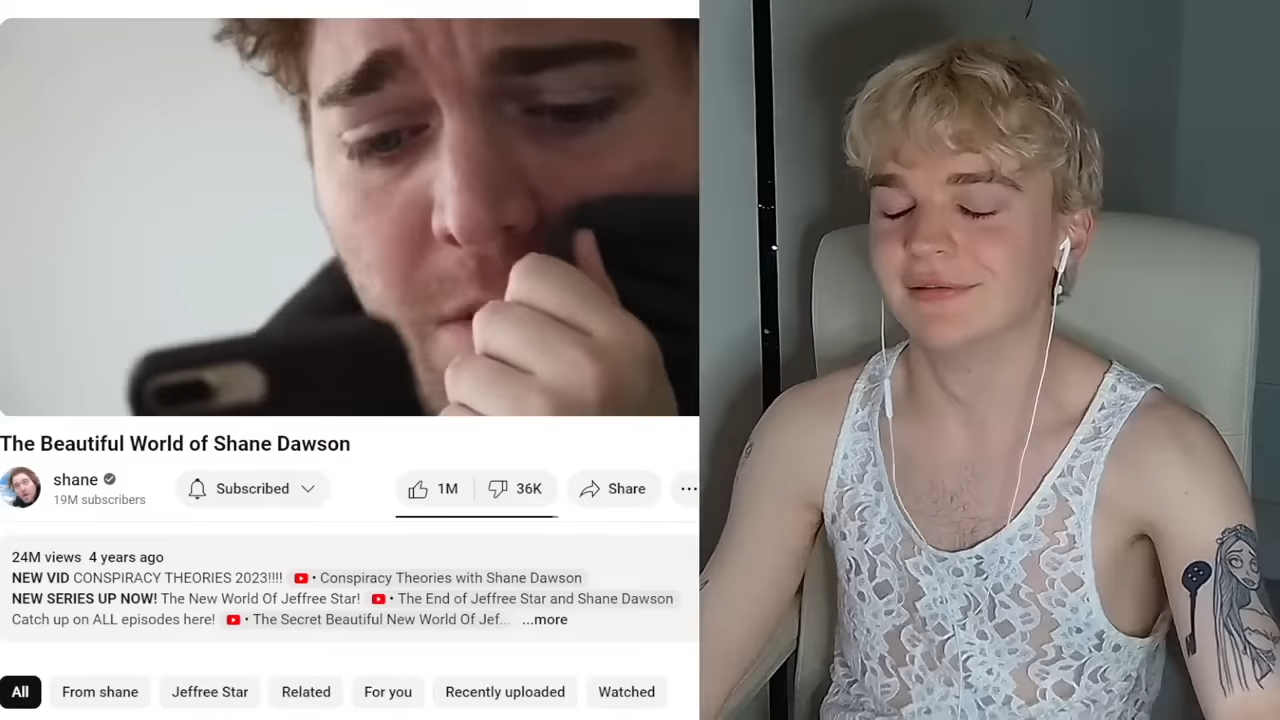 The Beautiful World of Shane Dawson
shane
19M subscribers
Subscribed
1M
36K
Share
24M views 4 years ago
NEW VID CONSPIRACY THEORIES 2023!!!! • Conspiracy Theories with Shane Dawson
NEW SERIES UP NOW! The New World Of Jeffree Star! • The End of Jeffree Star and Shane Dawson
Catch up on ALL episodes here! • The Secret Beautiful New World Of Jef... ...more
All From shane Jeffree Star Related For you Recently uploaded Watched